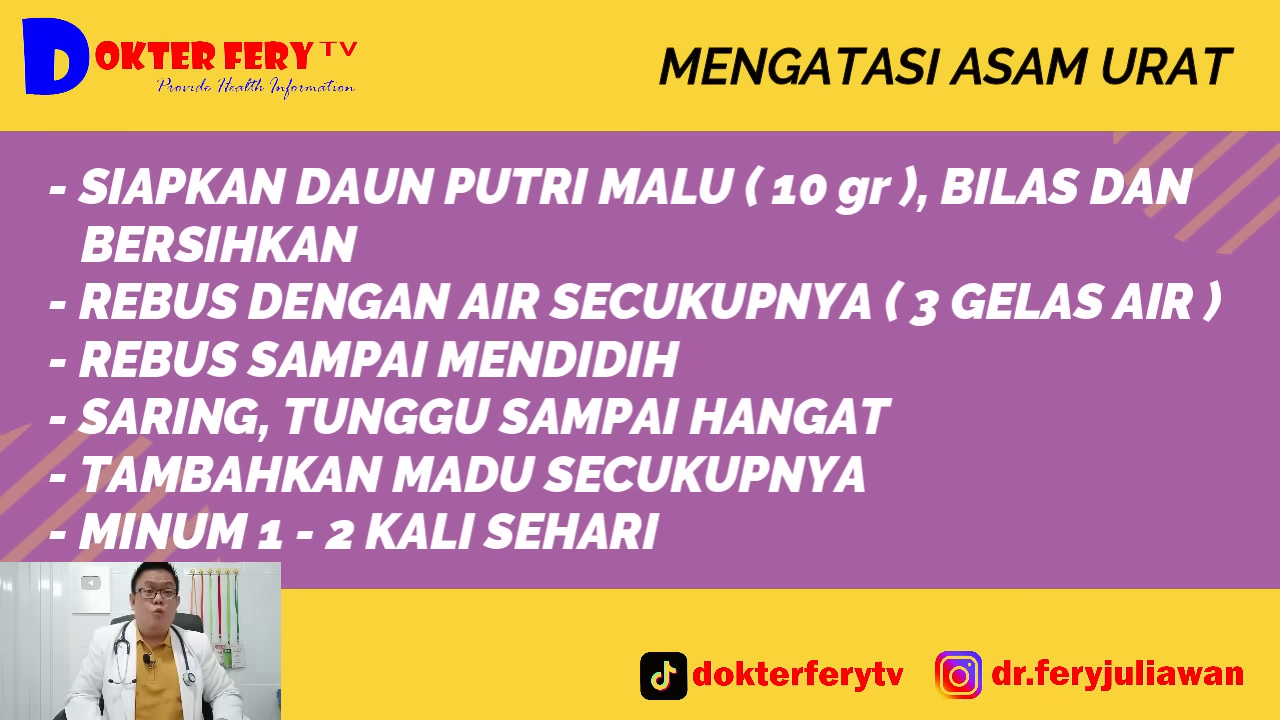 DOKTER FERY TV
Provide Health Information
MENGATASI ASAM URAT
- SIAPKAN DAUN PUTRI MALU ( 10 gr ), BILAS DAN
BERSIHKAN
- REBUS DENGAN AIR SECUKUPNYA ( 3 GELAS AIR )
- REBUS SAMPAI MENDIDIH
- SARING, TUNGGU SAMPAI HANGAT
- TAMBAHKAN MADU SECUKUPNYA
- MINUM 1 - 2 KALI SEHARI
dokterferytv
dr.feryjuliawan